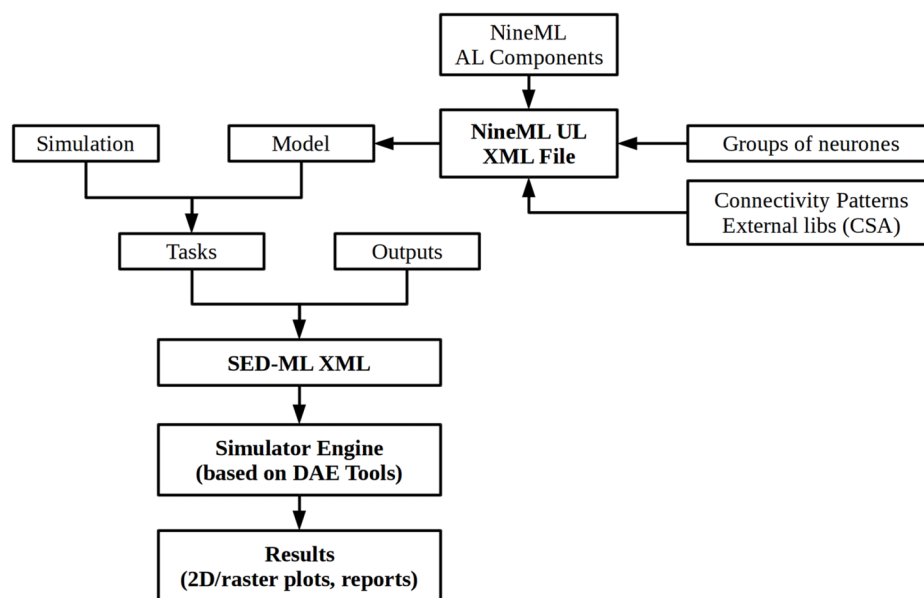 NineML
AL Components
Simulation
Model
NineML UL
XML File
Groups of neurones
Connectivity Patterns
External libs (CSA)
Tasks
Outputs
SED-ML XML
Simulator Engine
(based on DAE Tools)
Results
(2D/raster plots, reports)